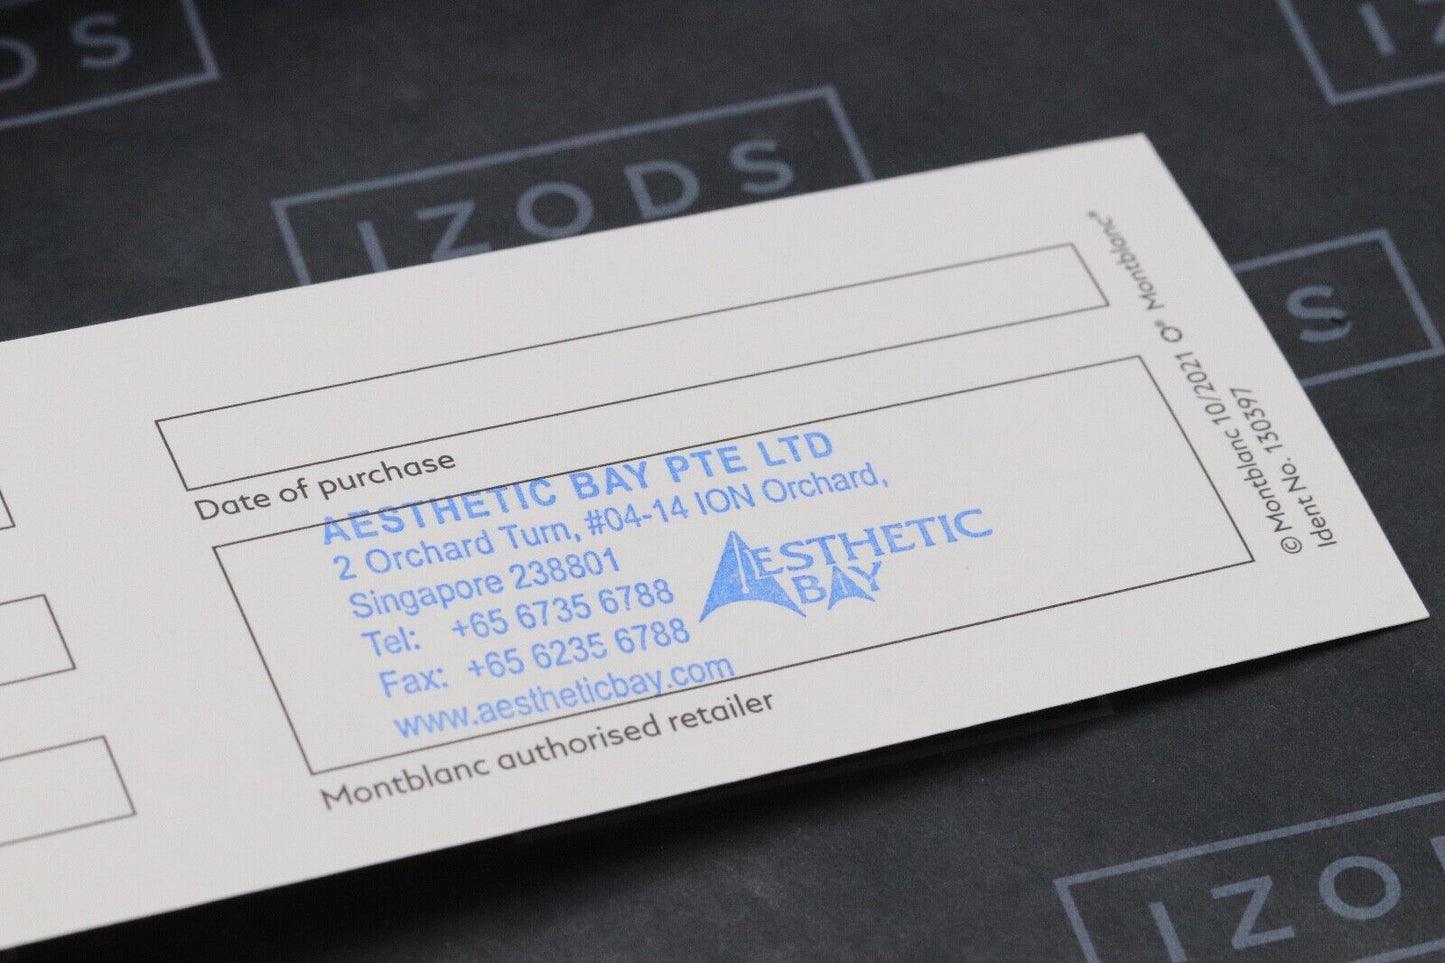 IZODS
Date of purchase
AESTHETIC BAY PTE LTD
2 Orchard Turn, #04-14 ION Orchard,
Singapore 238801
Tel: +65 6735 6788
Fax: +65 6235 6788
www.aestheticbay.com
AESTHETIC
BAY
Montblanc authorised retailer
© Montblanc 10/2021 Montblanc®
Ident No. 130397
S
IZO